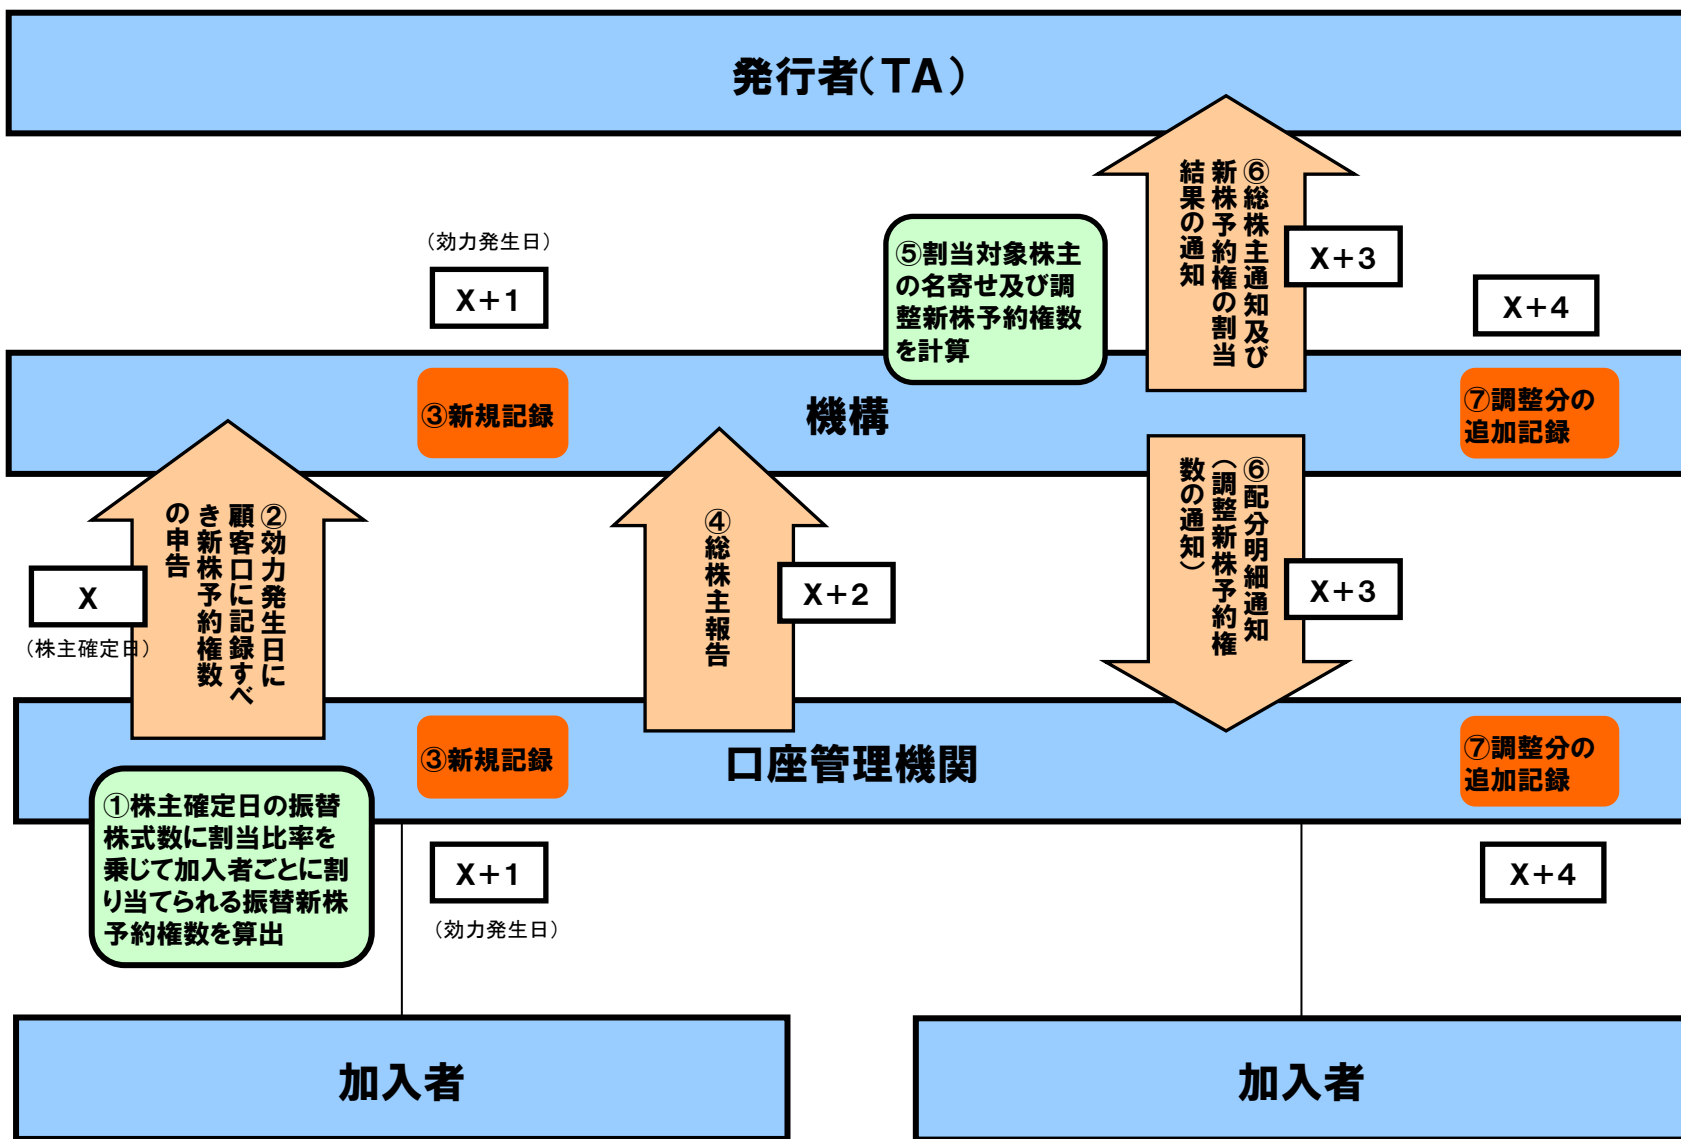 発行者(TA)
⑥総株主通知及び
新株予約権の割当
結果の通知
X+3
(効力発生日)
X+1
⑤割当対象株主
の名寄せ及び調
整新株予約権数
を計算
X+4
機構
③新規記録
⑦調整分の
追加記録
②効力発生日に
顧客口に記録すべ
き新株予約権数
の申告
X
(株主確定日)
④総株主報告
X+2
⑥配分明細通知
(調整新株予約権
数の通知)
X+3
口座管理機関
③新規記録
⑦調整分の
追加記録
①株主確定日の振替
株式数に割当比率を
乗じて加入者ごとに割
り当てられる振替新株
予約権数を算出
X+1
(効力発生日)
X+4
加入者
加入者